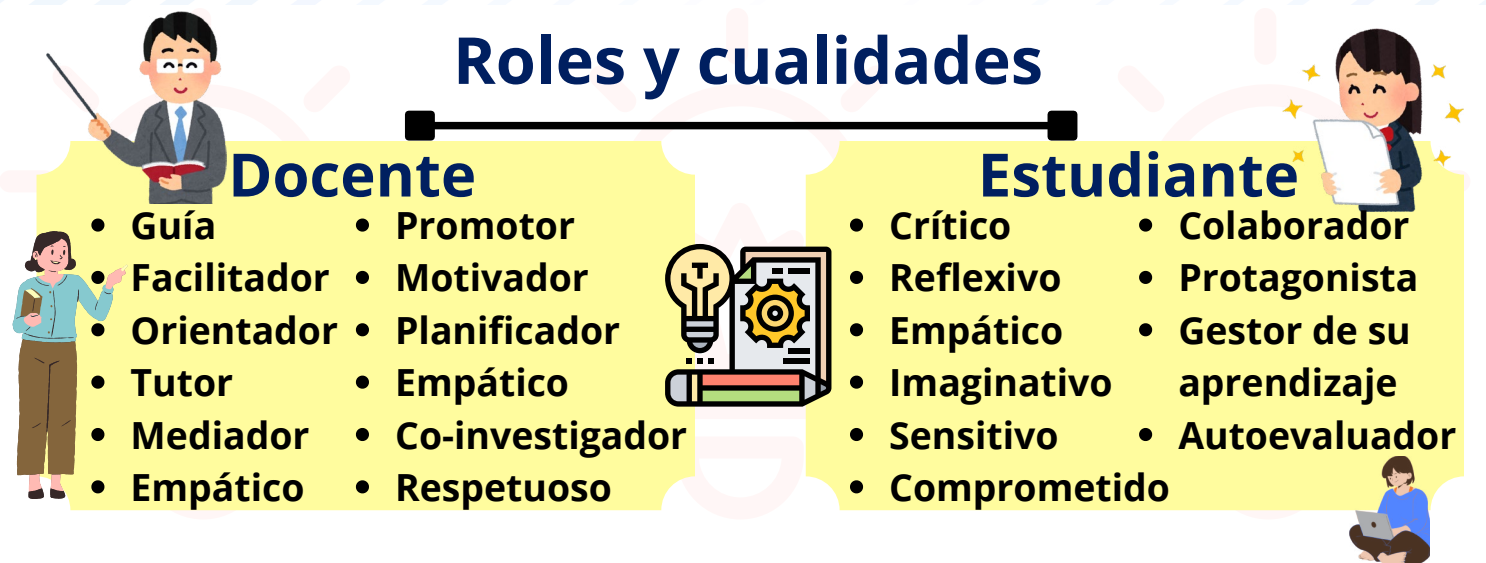 Roles y cualidades
Docente
• Guía
• Facilitador
• Orientador
• Tutor
• Mediador
• Empático
• Promotor
• Motivador
• Planificador
• Empático
• Co-investigador
• Respetuoso
Estudiante
• Crítico
• Reflexivo
• Empático
• Imaginativo
• Sensitivo
• Comprometido
• Colaborador
• Protagonista
• Gestor de su
aprendizaje
• Autoevaluador